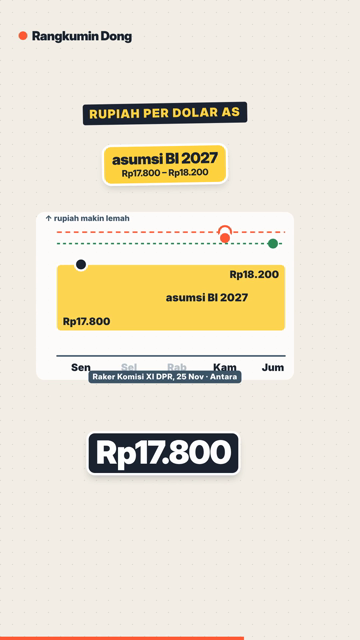 Rangkumin Dong
RUPIAH PER DOLAR AS
asumsi BI 2027
Rp17.800 – Rp18.200
↑ rupiah makin lemah
Rp18.200
asumsi BI 2027
Rp17.800
Sen Sel Rab Kam Jum
Raker Komisi XI DPR, 25 Nov · Antara
Rp17.800